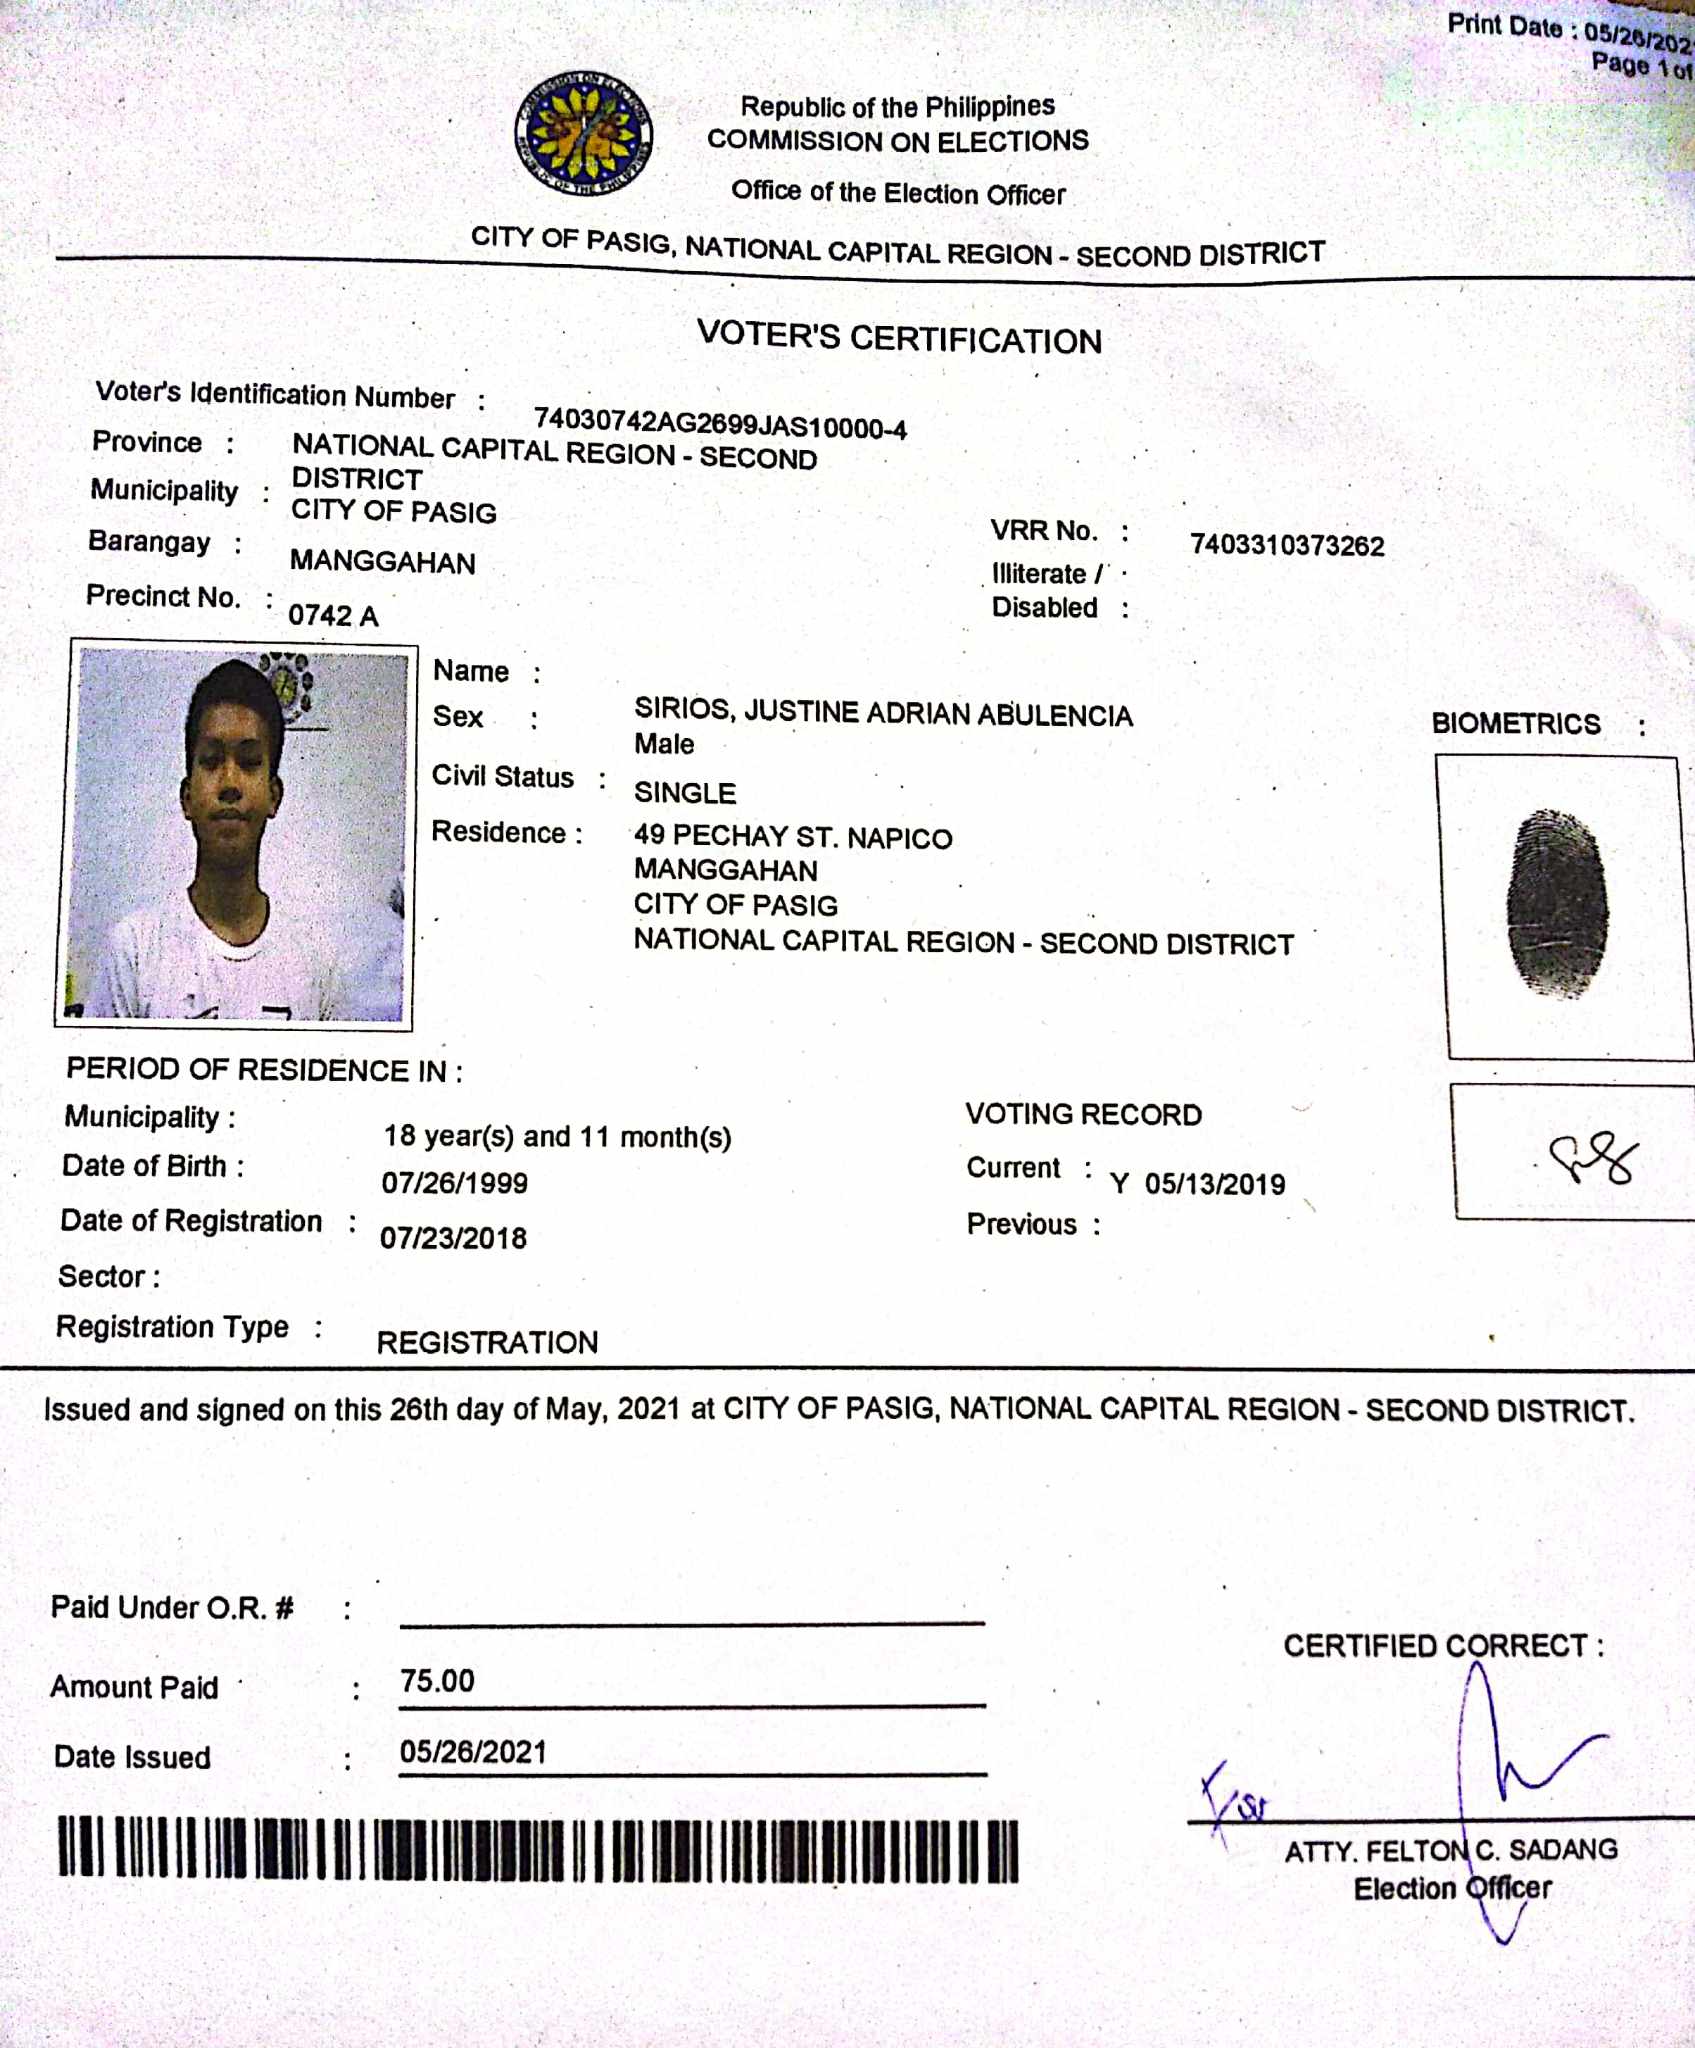 Print Date : 05/26/202
Page 1 of
COMMISSION ON ELECTIONS
REPUBLIC OF THE PHILIPPINES
Republic of the Philippines
COMMISSION ON ELECTIONS
Office of the Election Officer
CITY OF PASIG, NATIONAL CAPITAL REGION - SECOND DISTRICT
VOTER'S CERTIFICATION
Voter's Identification Number : 74030742AG2699JAS10000-4
Province : NATIONAL CAPITAL REGION - SECOND
DISTRICT
Municipality : CITY OF PASIG
Barangay : MANGGAHAN
Precinct No. : 0742 A
VRR No. : 7403310373262
Illiterate /
Disabled :
Name : SIRIOS, JUSTINE ADRIAN ABULENCIA
Sex : Male
Civil Status : SINGLE
Residence : 49 PECHAY ST. NAPICO
MANGGAHAN
CITY OF PASIG
NATIONAL CAPITAL REGION - SECOND DISTRICT
BIOMETRICS :
PERIOD OF RESIDENCE IN :
Municipality : 18 year(s) and 11 month(s)
Date of Birth : 07/26/1999
Date of Registration : 07/23/2018
Sector :
Registration Type : REGISTRATION
VOTING RECORD
Current : Y 05/13/2019
Previous :
Issued and signed on this 26th day of May, 2021 at CITY OF PASIG, NATIONAL CAPITAL REGION - SECOND DISTRICT.
Paid Under O.R. # :
Amount Paid : 75.00
Date Issued : 05/26/2021
CERTIFIED CORRECT :
ATTY. FELTON C. SADANG
Election Officer